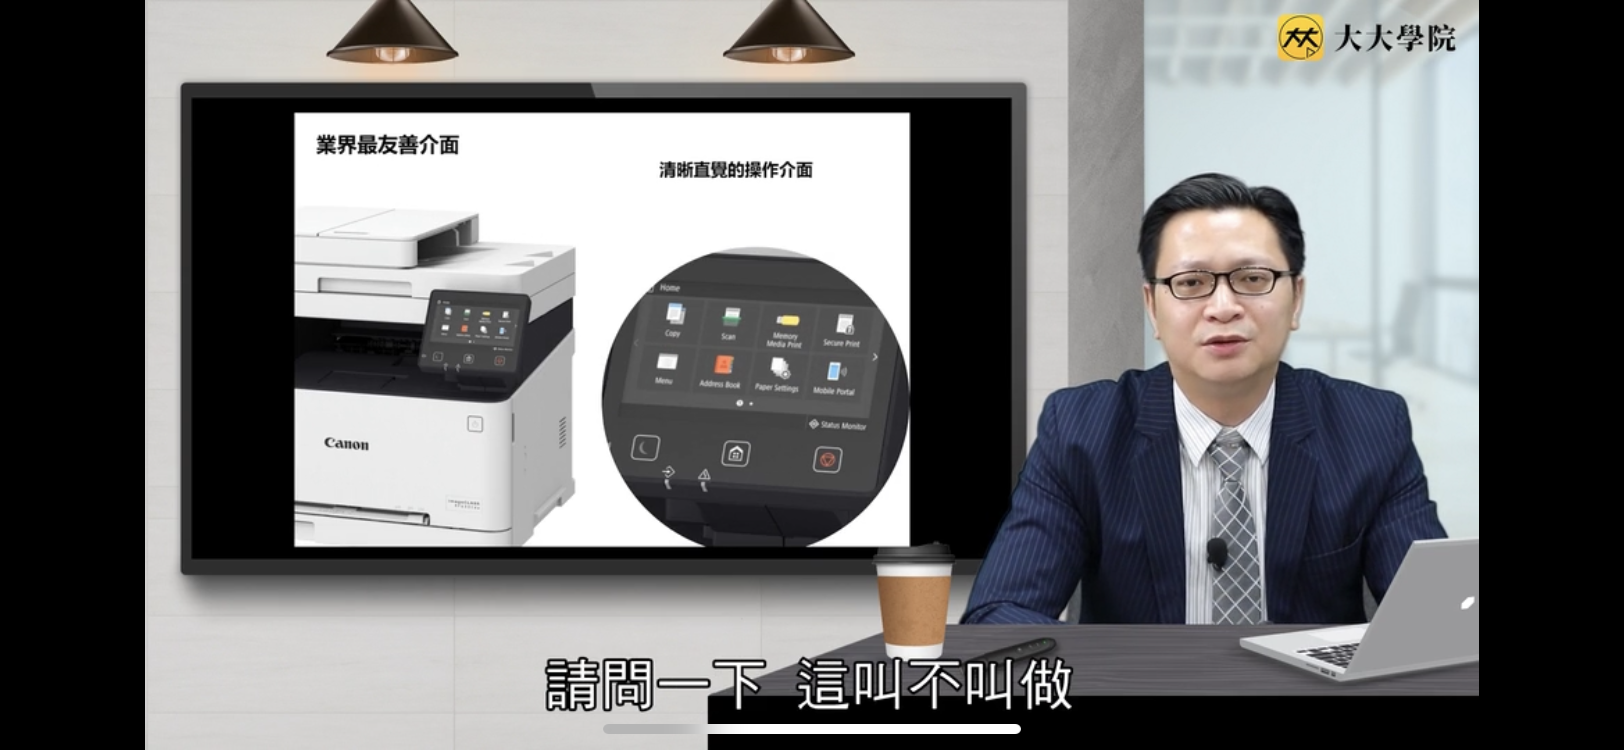 大大學院
業界最友善介面
清晰直覺的操作介面
Home
Copy
Scan
Memory Media Print
Secure Print
Menu
Address Book
Paper Settings
Mobile Portal
Status Monitor
Canon
請問一下 這叫不叫做